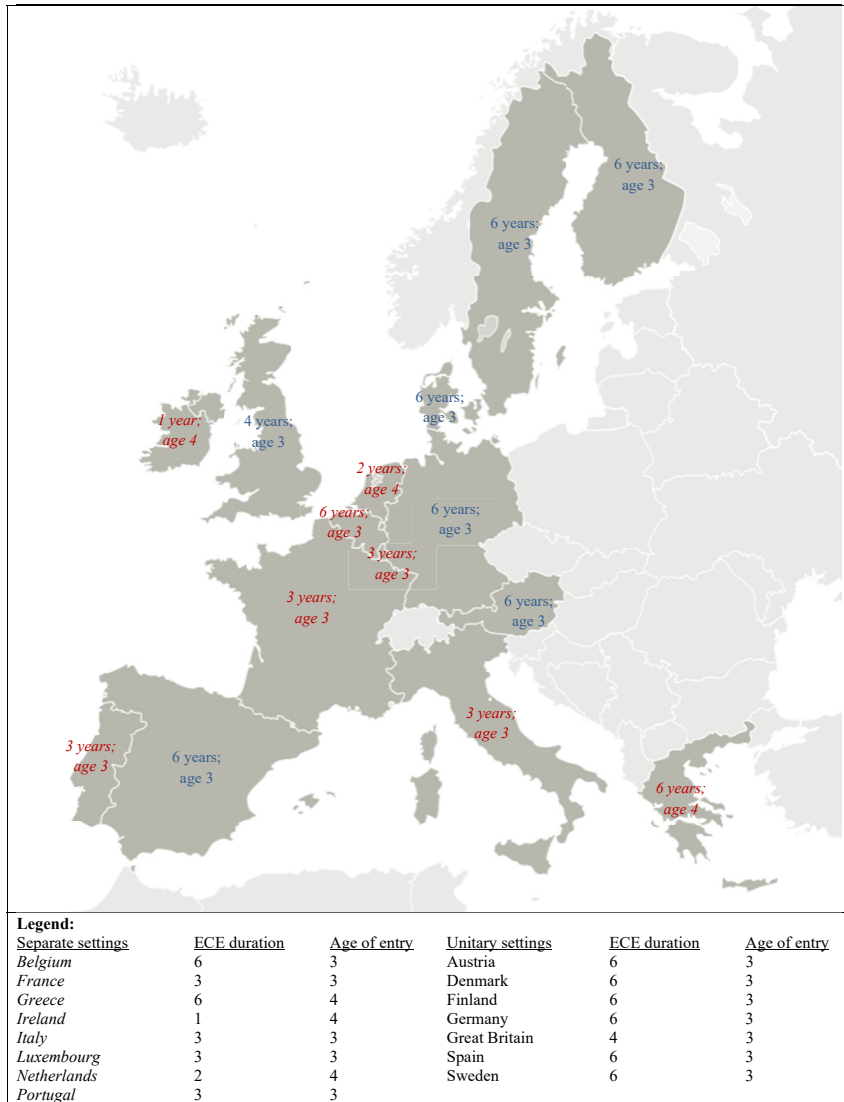 6 years;
age 3
6 years;
age 3
6 years;
age 3
1 year;
age 4
4 years;
age 3
2 years;
age 4
6 years;
age 3
6 years;
age 3
3 years;
age 3
3 years;
age 3
6 years;
age 3
3 years;
age 3
3 years;
age 3
6 years;
age 3
6 years;
age 4
Legend:
Separate settings ECE duration Age of entry Unitary settings ECE duration Age of entry
Belgium 6 3 Austria 6 3
France 3 3 Denmark 6 3
Greece 6 4 Finland 6 3
Ireland 1 4 Germany 6 3
Italy 3 3 Great Britain 4 3
Luxembourg 3 3 Spain 6 3
Netherlands 2 4 Sweden 6 3
Portugal 3 3